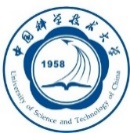 中国科学技术大学
1958
University of Science and Technology of China